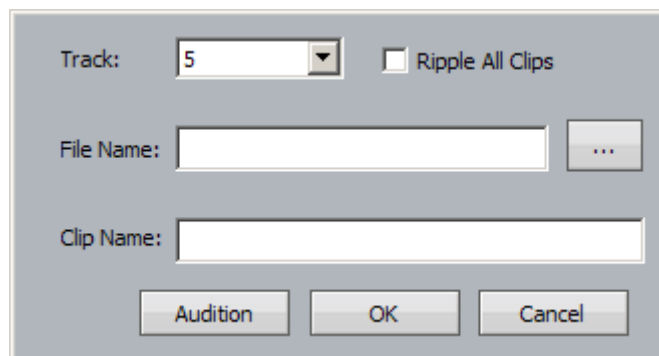 Track: 5 Ripple All Clips
File Name: ...
Clip Name:
Audition OK Cancel